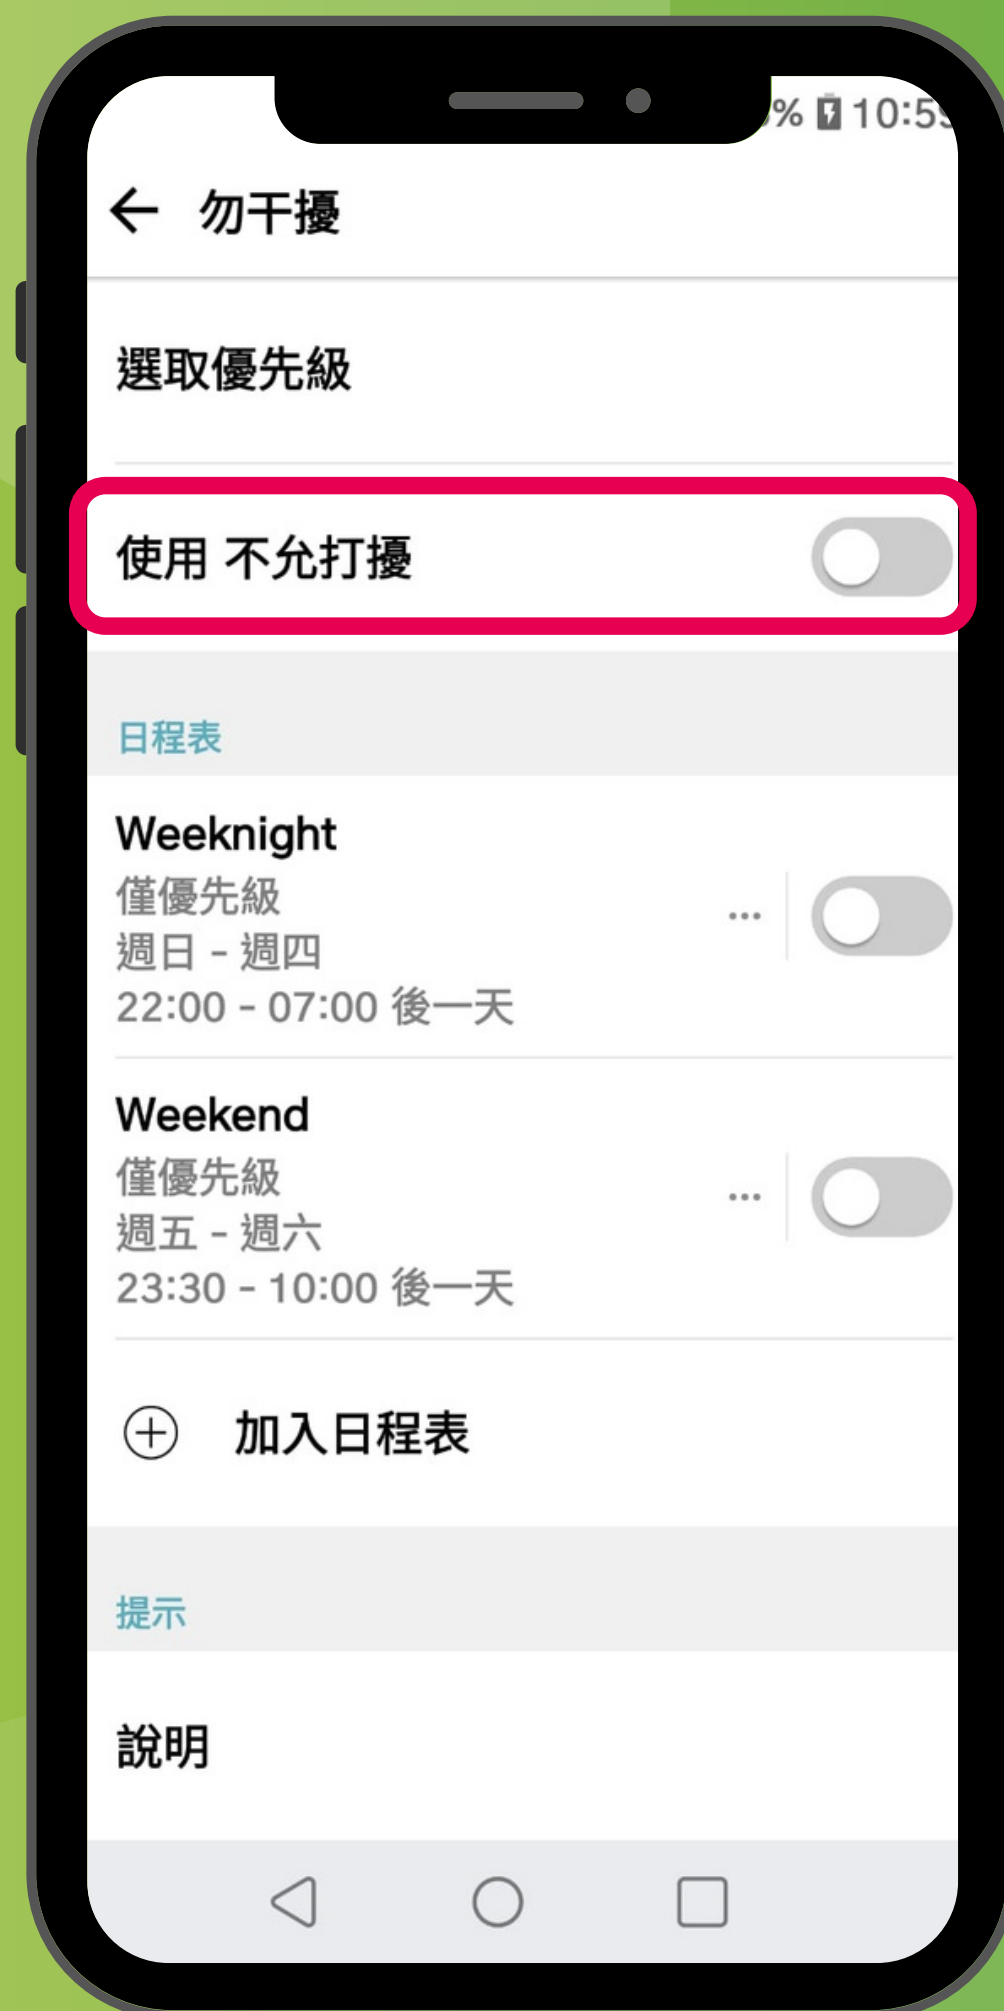 % 10:5
勿干擾
選取優先級
使用 不允打擾
日程表
Weeknight
僅優先級
週日 - 週四
22:00 - 07:00 後一天
Weekend
僅優先級
週五 - 週六
23:30 - 10:00 後一天
加入日程表
提示
說明